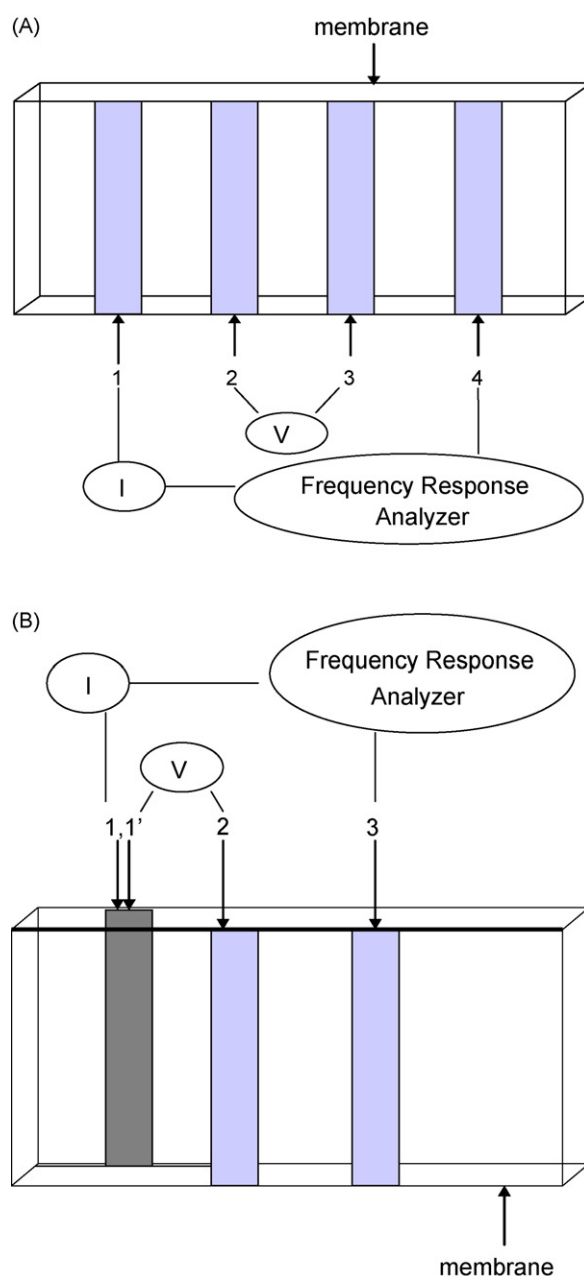 (A)
membrane
1
2
3
4
V
I
Frequency Response
Analyzer
(B)
Frequency Response
Analyzer
I
V
1,1’
2
3
membrane